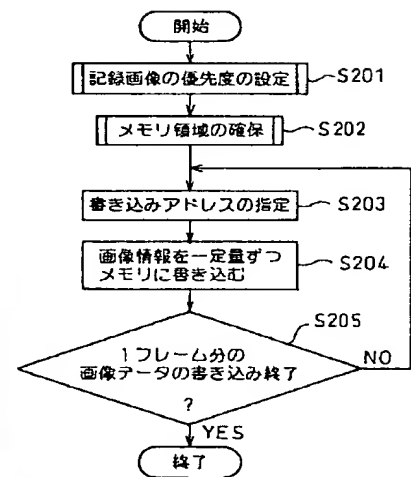 開始
記録画像の優先度の設定
S201
メモリ領域の確保
S202
書き込みアドレスの指定
S203
画像情報を一定量ずつ
メモリに書き込む
S204
S205
1フレーム分の
画像データの書き込み終了
?
NO
YES
終了